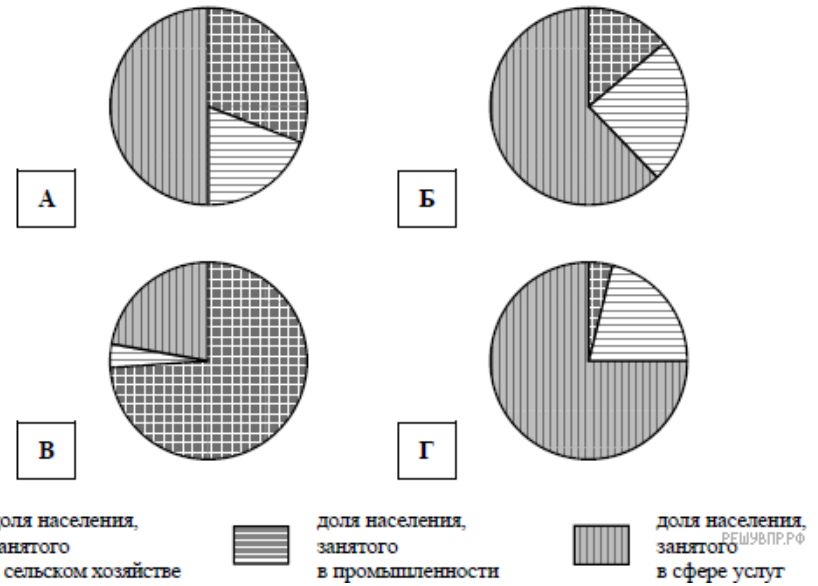 А
Б
В
Г
доля населения,
занятого
в сельском хозяйстве
доля населения,
занятого
в промышленности
доля населения,
занятого
в сфере услуг
РЕШУВПР.РФ